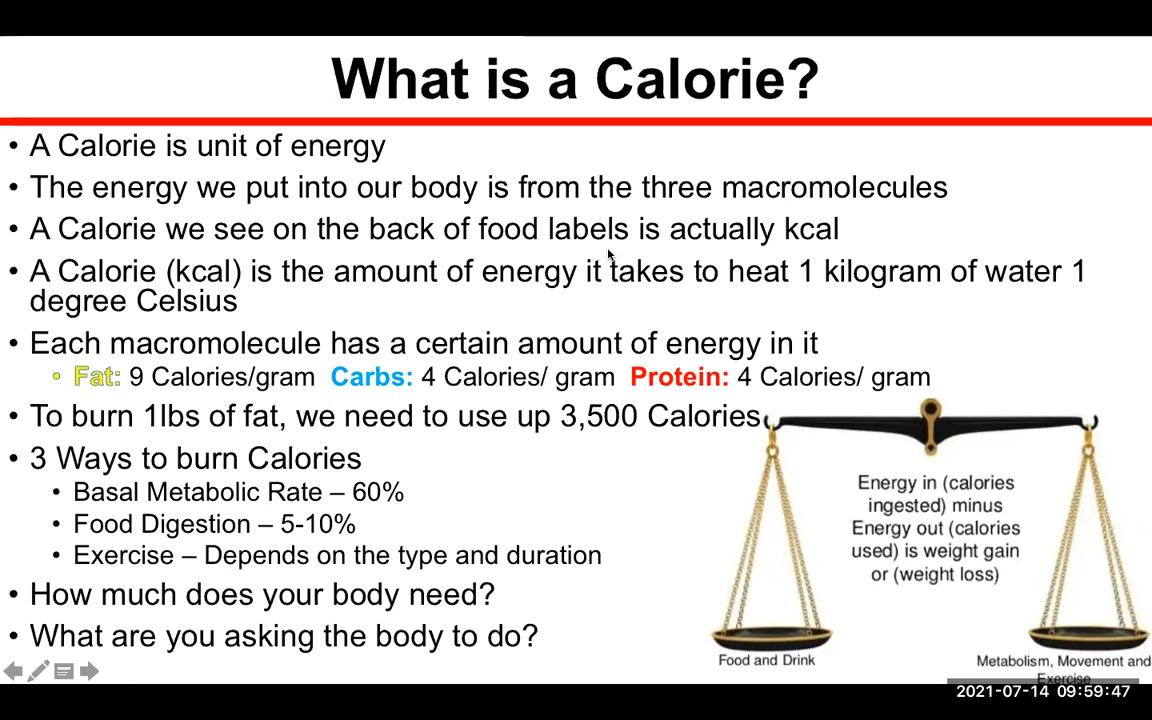 What is a Calorie?
• A Calorie is unit of energy
• The energy we put into our body is from the three macromolecules
• A Calorie we see on the back of food labels is actually kcal
• A Calorie (kcal) is the amount of energy it takes to heat 1 kilogram of water 1
degree Celsius
• Each macromolecule has a certain amount of energy in it
• Fat: 9 Calories/gram Carbs: 4 Calories/ gram Protein: 4 Calories/ gram
• To burn 1lbs of fat, we need to use up 3,500 Calories
• 3 Ways to burn Calories
• Basal Metabolic Rate – 60%
• Food Digestion – 5-10%
• Exercise – Depends on the type and duration
• How much does your body need?
• What are you asking the body to do?
Energy in (calories
ingested) minus
Energy out (calories
used) is weight gain
or (weight loss)
Food and Drink
Metabolism, Movement and
Exercise
2021-07-14 09:59:47